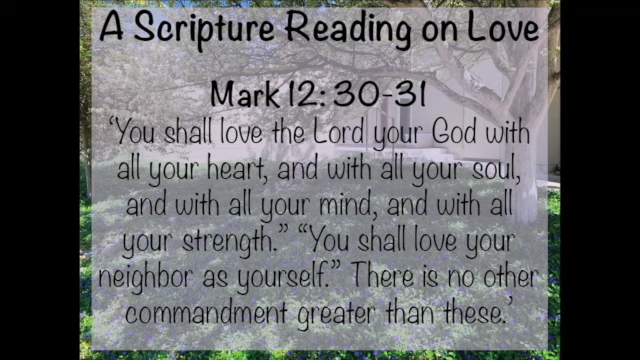 A Scripture Reading on Love
Mark 12: 30-31
‘You shall love the Lord your God with
all your heart, and with all your soul,
and with all your mind, and with all
your strength.” “You shall love your
neighbor as yourself.” There is no other
commandment greater than these.’